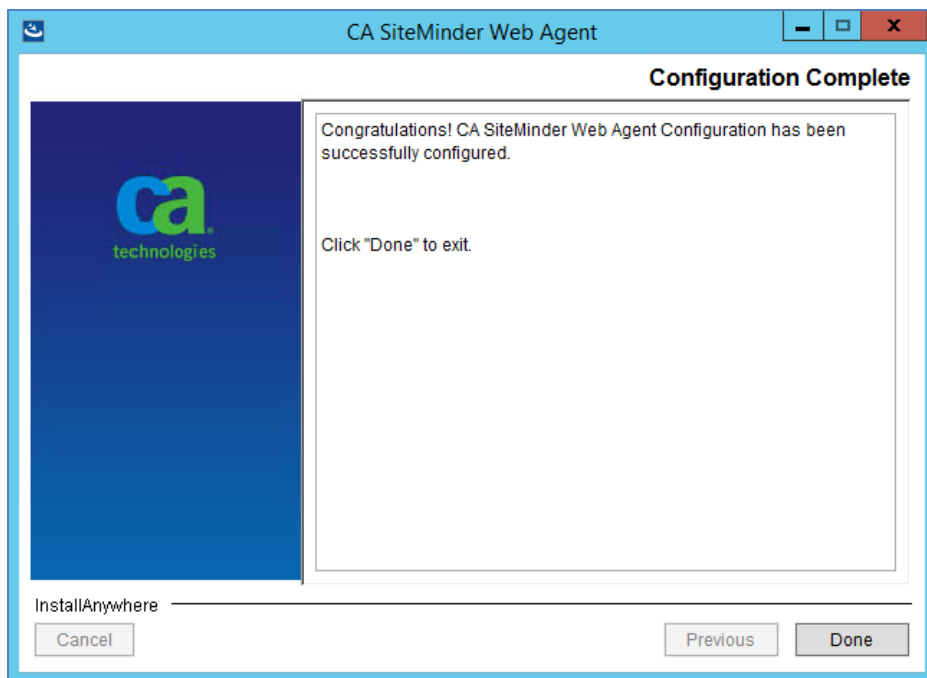 CA SiteMinder Web Agent
Configuration Complete
ca
technologies
Congratulations! CA SiteMinder Web Agent Configuration has been
successfully configured.
Click "Done" to exit.
InstallAnywhere
Cancel
Previous
Done